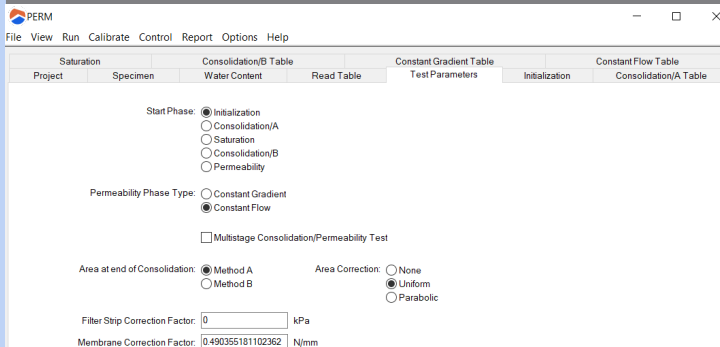 PERM
File View Run Calibrate Control Report Options Help
Saturation Consolidation/B Table Constant Gradient Table Constant Flow Table
Project Specimen Water Content Read Table Test Parameters Initialization Consolidation/A Table
Start Phase: Initialization
Consolidation/A
Saturation
Consolidation/B
Permeability
Permeability Phase Type: Constant Gradient
Constant Flow
Multistage Consolidation/Permeability Test
Area at end of Consolidation: Method A Area Correction: None
Method B Uniform
Parabolic
Filter Strip Correction Factor: 0 kPa
Membrane Correction Factor: 0.490355181102362 N/mm